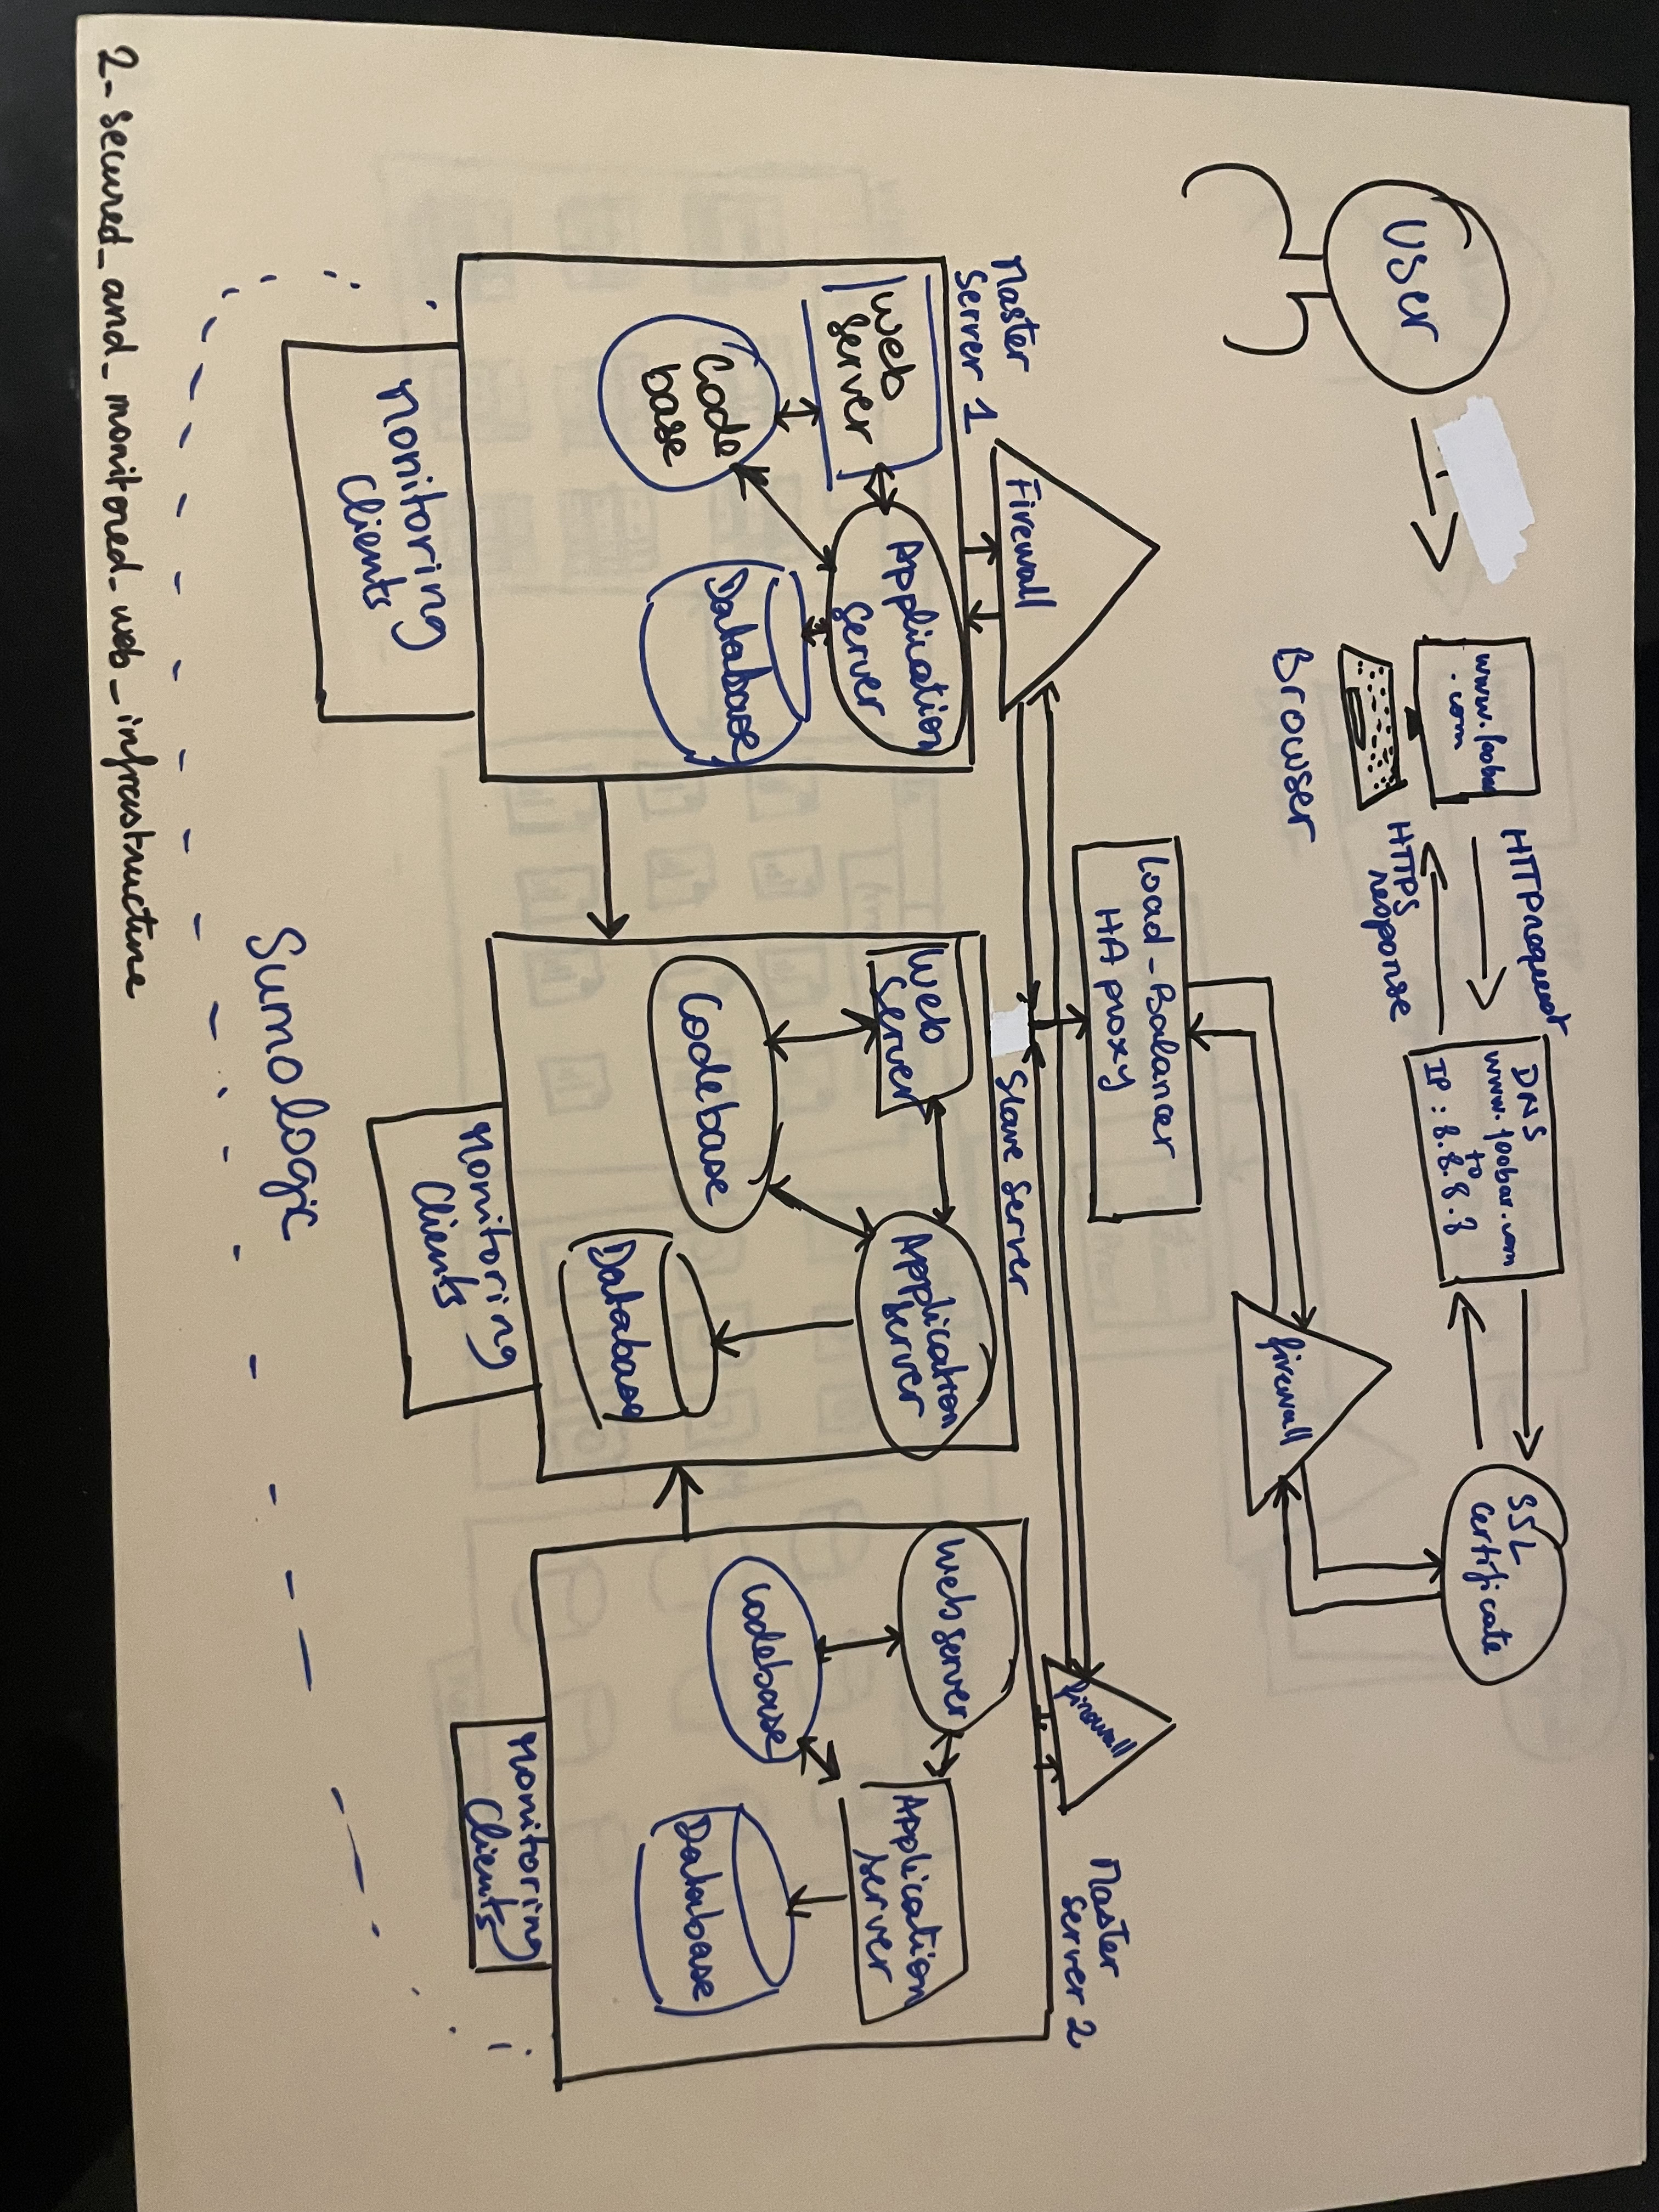 User
www.foobar
.com
Browser
HTTPrequest
HTTPS
response
DNS
www.foobar.com
to
IP: 8.8.8.8
SSL
certificate
firewall
Load-Balancer
HA proxy
Master
Server 1
Firewall
Web
Server
Application
Server
Code
base
Database
Monitoring
Clients
Slave Server
Web
Server
Application
Server
Codebase
Database
Monitoring
Clients
Master
server 2
firewall
Web server
Application
server
Codebase
Database
Monitoring
Clients
Sumologic
2-secured_and_monitored_web_infrastructure